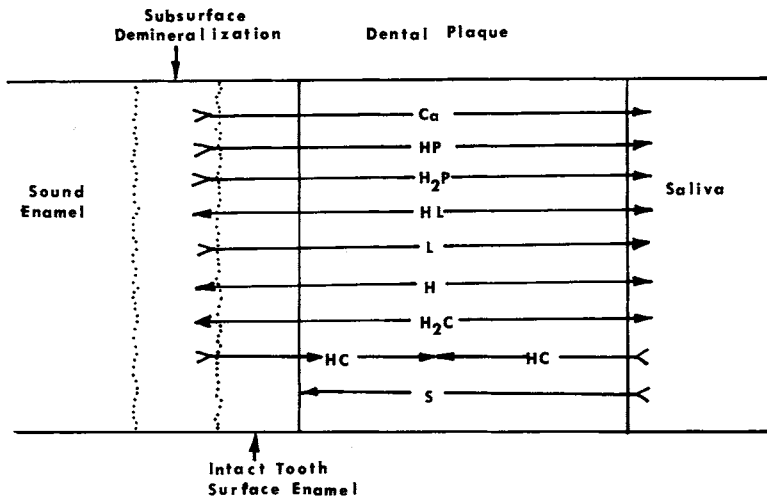 Subsurface
Demineralization
Dental Plaque
Ca
HP
H₂P
Sound
Enamel
HL
Saliva
L
H
H₂C
HC HC
S
Intact Tooth
Surface Enamel